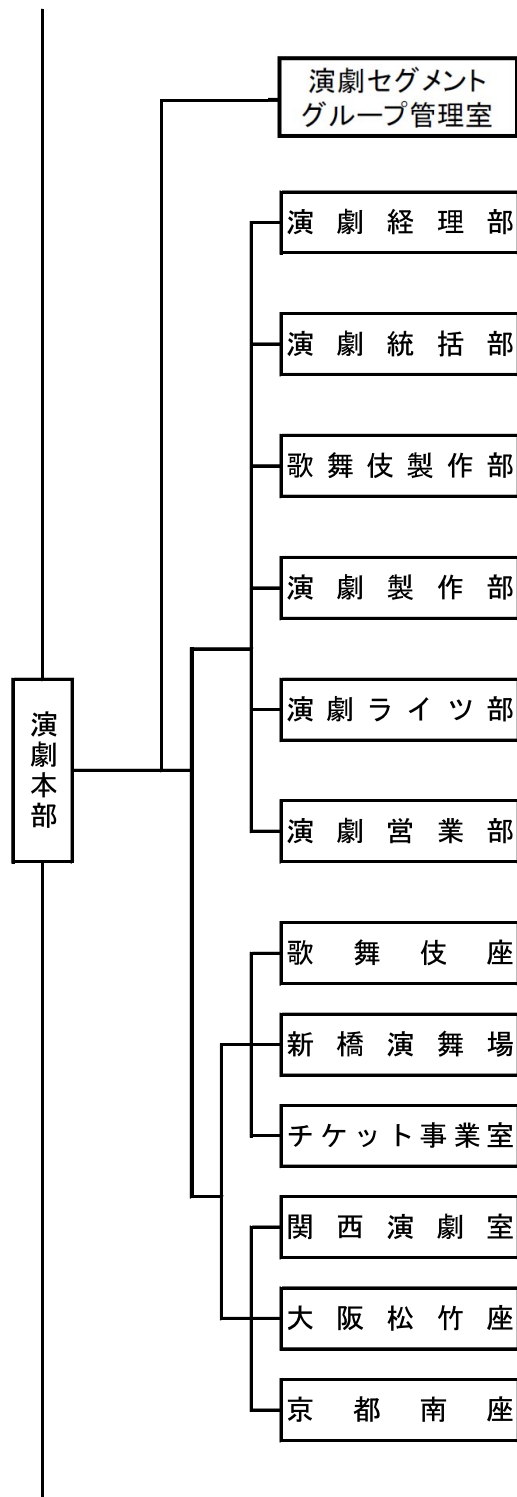 演劇セグメント
グループ管理室
演劇経理部
演劇統括部
歌舞伎製作部
演劇製作部
演劇ライツ部
演劇本部
演劇営業部
歌舞伎座
新橋演舞場
チケット事業室
関西演劇室
大阪松竹座
京都南座